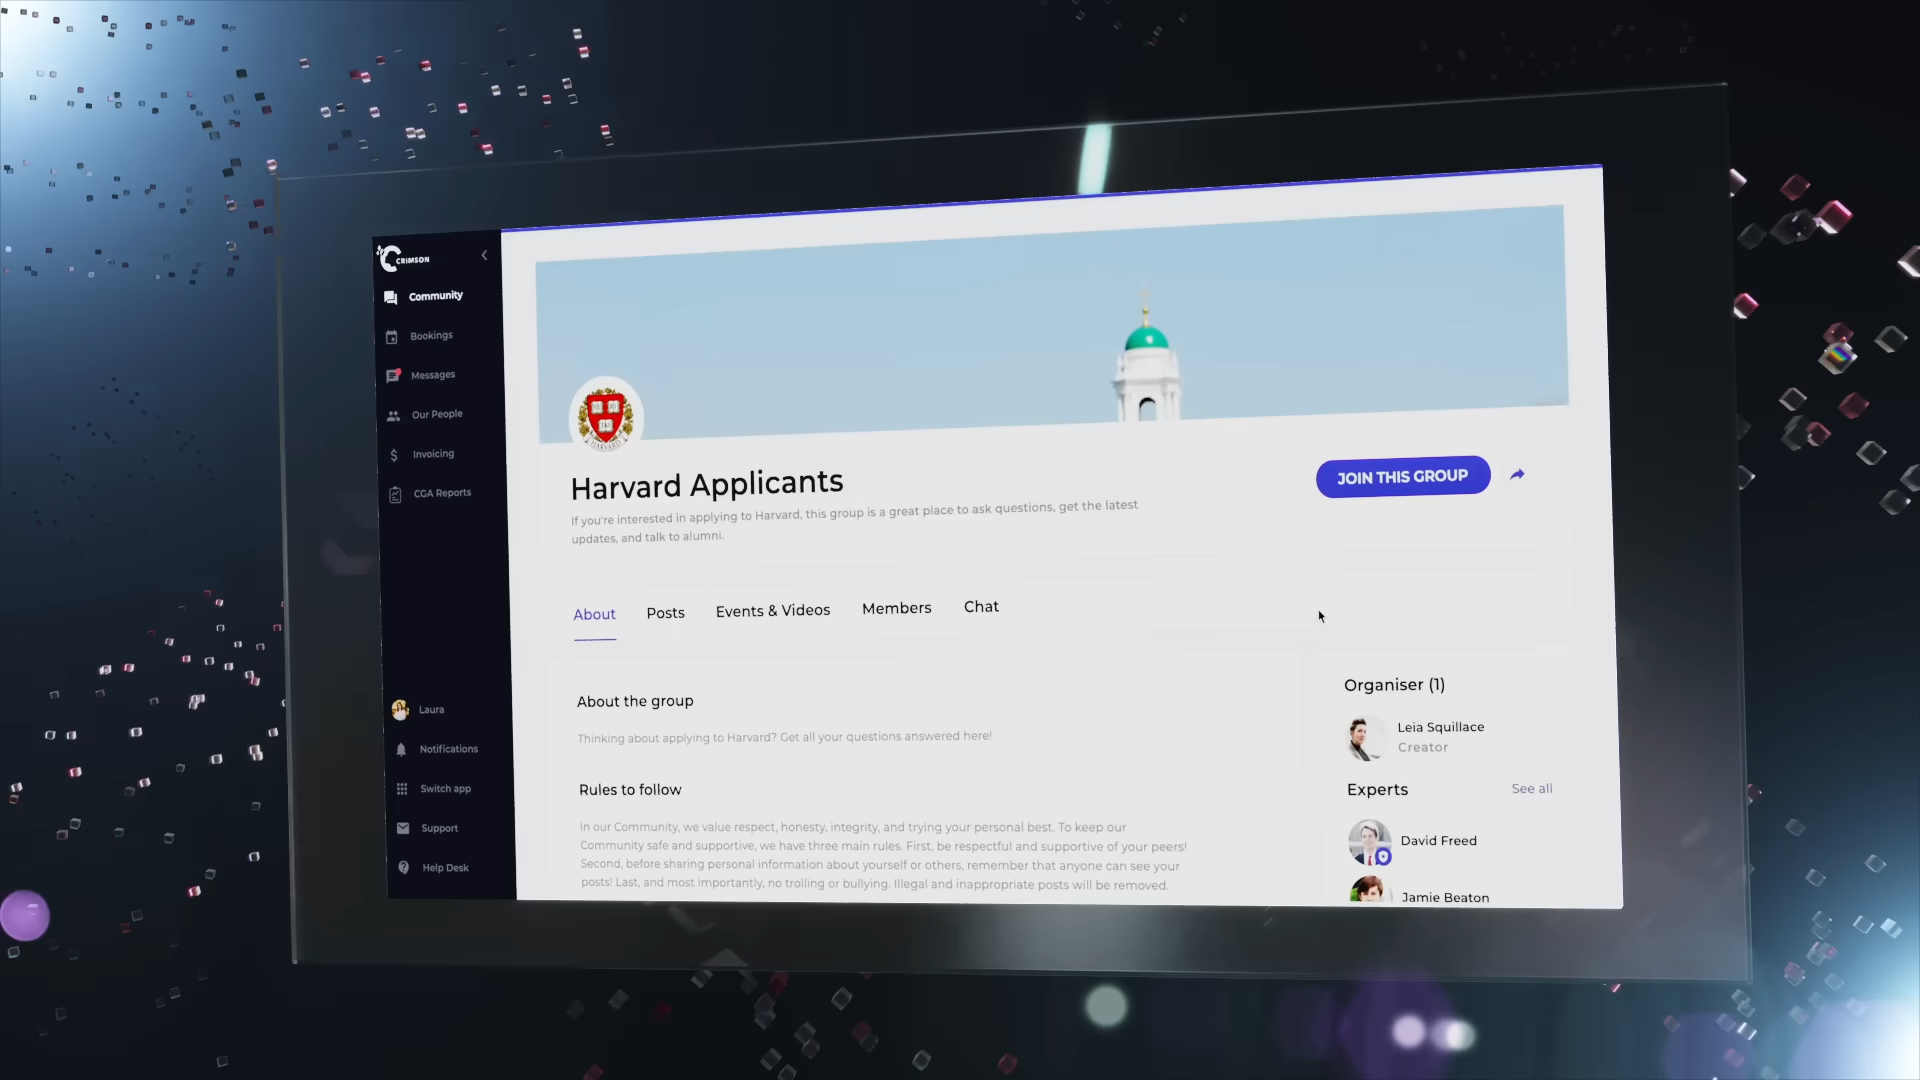 CRIMSON
Community
Bookings
Messages
Our People
Invoicing
CGA Reports
Laura
Notifications
Switch app
Support
Help Desk
HARVARD
Harvard Applicants
If you're interested in applying to Harvard, this group is a great place to ask questions, get the latest
updates, and talk to alumni.
JOIN THIS GROUP
About Posts Events & Videos Members Chat
About the group
Thinking about applying to Harvard? Get all your questions answered here!
Rules to follow
In our Community, we value respect, honesty, integrity, and trying your personal best. To keep our
Community safe and supportive, we have three main rules. First, be respectful and supportive of your peers!
Second, before sharing personal information about yourself or others, remember that anyone can see your
posts! Last, and most importantly, no trolling or bullying. Illegal and inappropriate posts will be removed.
Organiser (1)
Leia Squillace
Creator
Experts See all
David Freed
Jamie Beaton